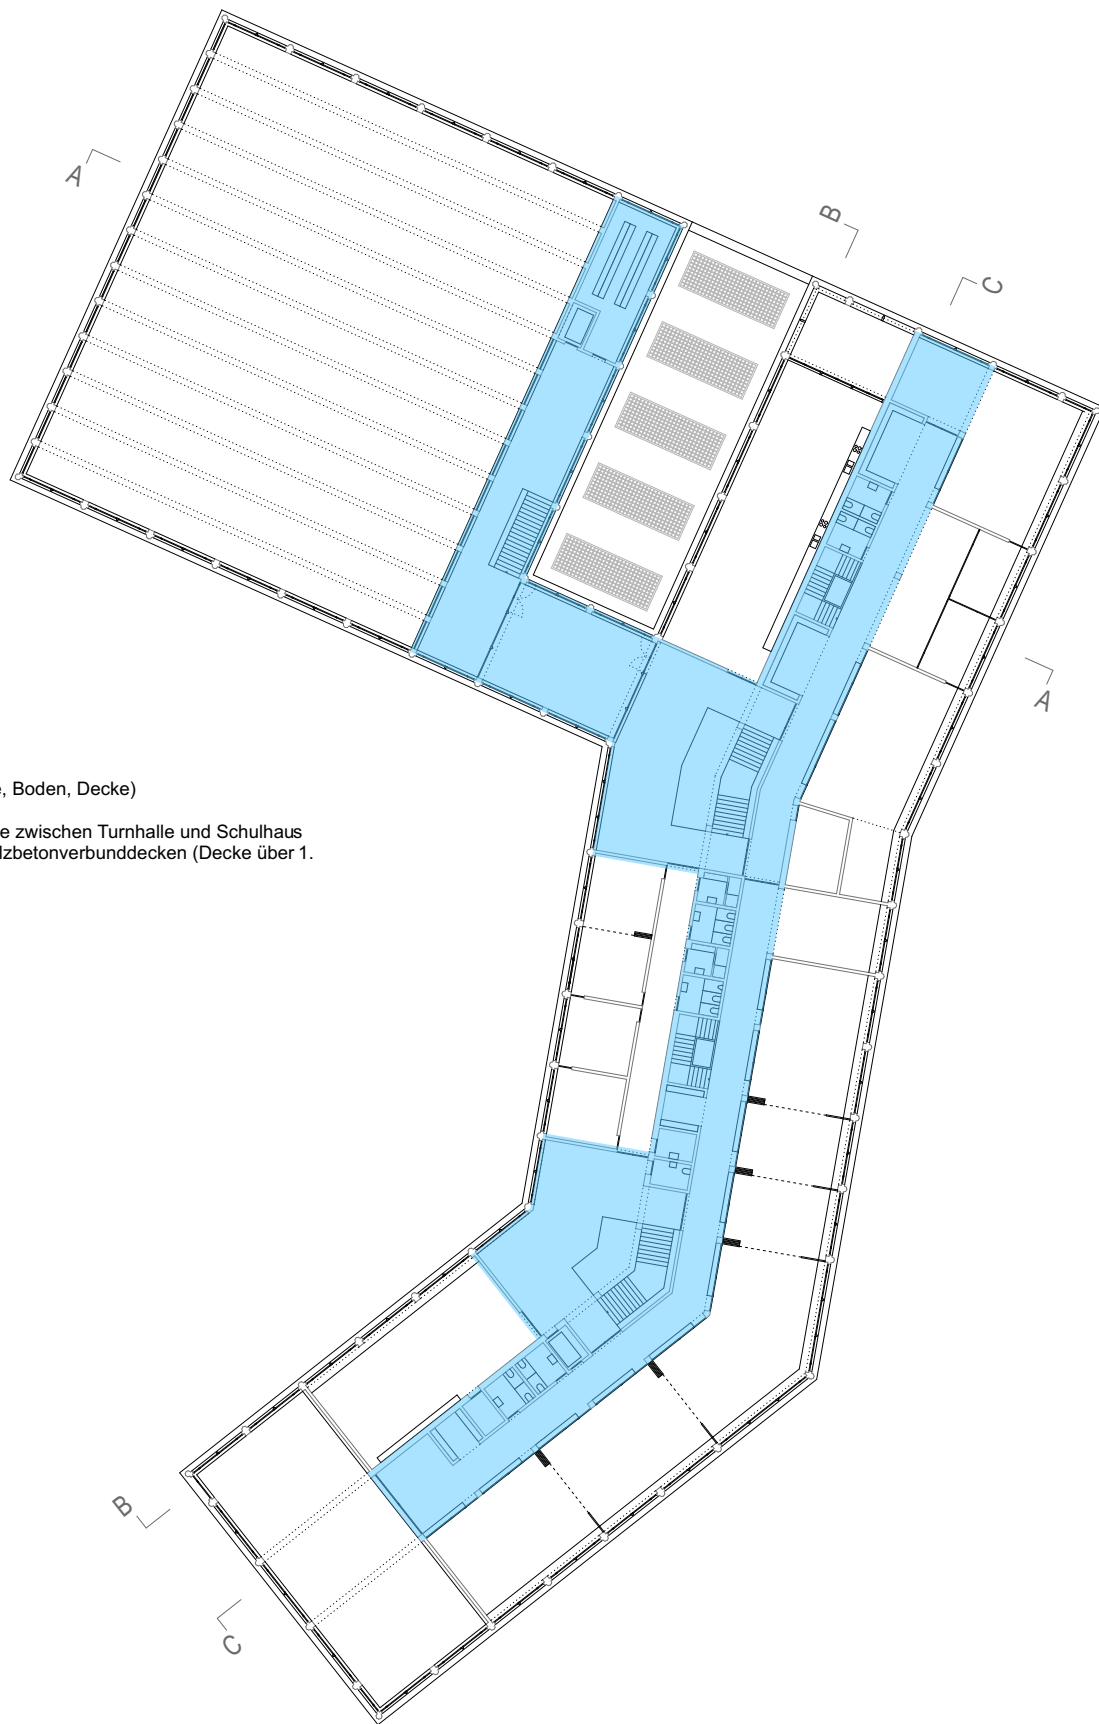 A
B
C
A
, Boden, Decke)
e zwischen Turnhalle und Schulhaus
lzbetonverbunddecken (Decke über 1.
B
C